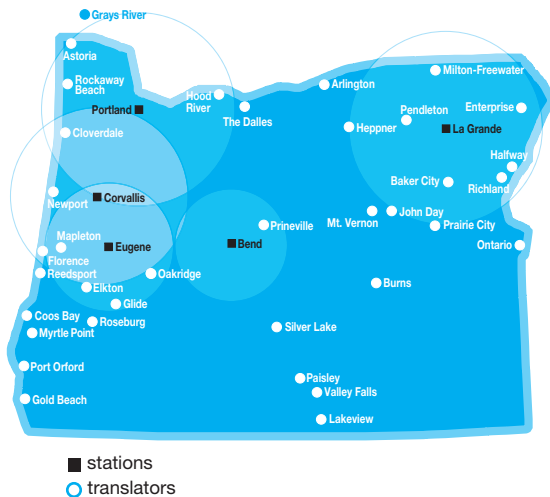 Grays River
Astoria
Milton-Freewater
Rockaway
Beach
Arlington
Hood
River
Portland
The Dalles
Pendleton
Enterprise
Heppner
La Grande
Cloverdale
Halfway
Baker City
Richland
Newport
Corvallis
Mt. Vernon
John Day
Prineville
Prairie City
Mapleton
Eugene
Bend
Ontario
Florence
Reedsport
Oakridge
Elkton
Burns
Glide
Coos Bay
Roseburg
Myrtle Point
Silver Lake
Port Orford
Paisley
Valley Falls
Gold Beach
Lakeview
stations
translators